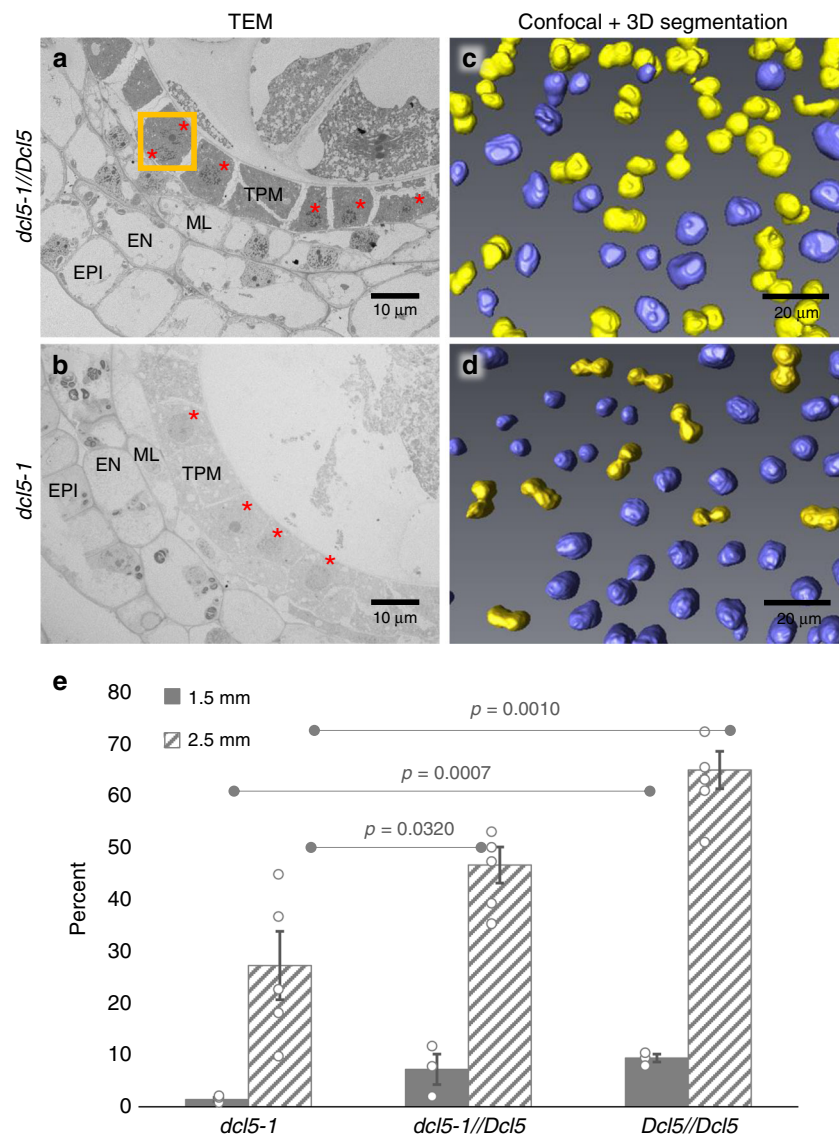 TEM
Confocal + 3D segmentation
dcl5-1//Dcl5
a
TPM
ML
EN
EPI
10 μm
c
20 μm
dcl5-1
b
ML
EN
TPM
EPI
10 μm
d
20 μm
e
Percent
80
70
60
50
40
30
20
10
0
1.5 mm
2.5 mm
p = 0.0010
p = 0.0007
p = 0.0320
dcl5-1
dcl5-1//Dcl5
Dcl5//Dcl5